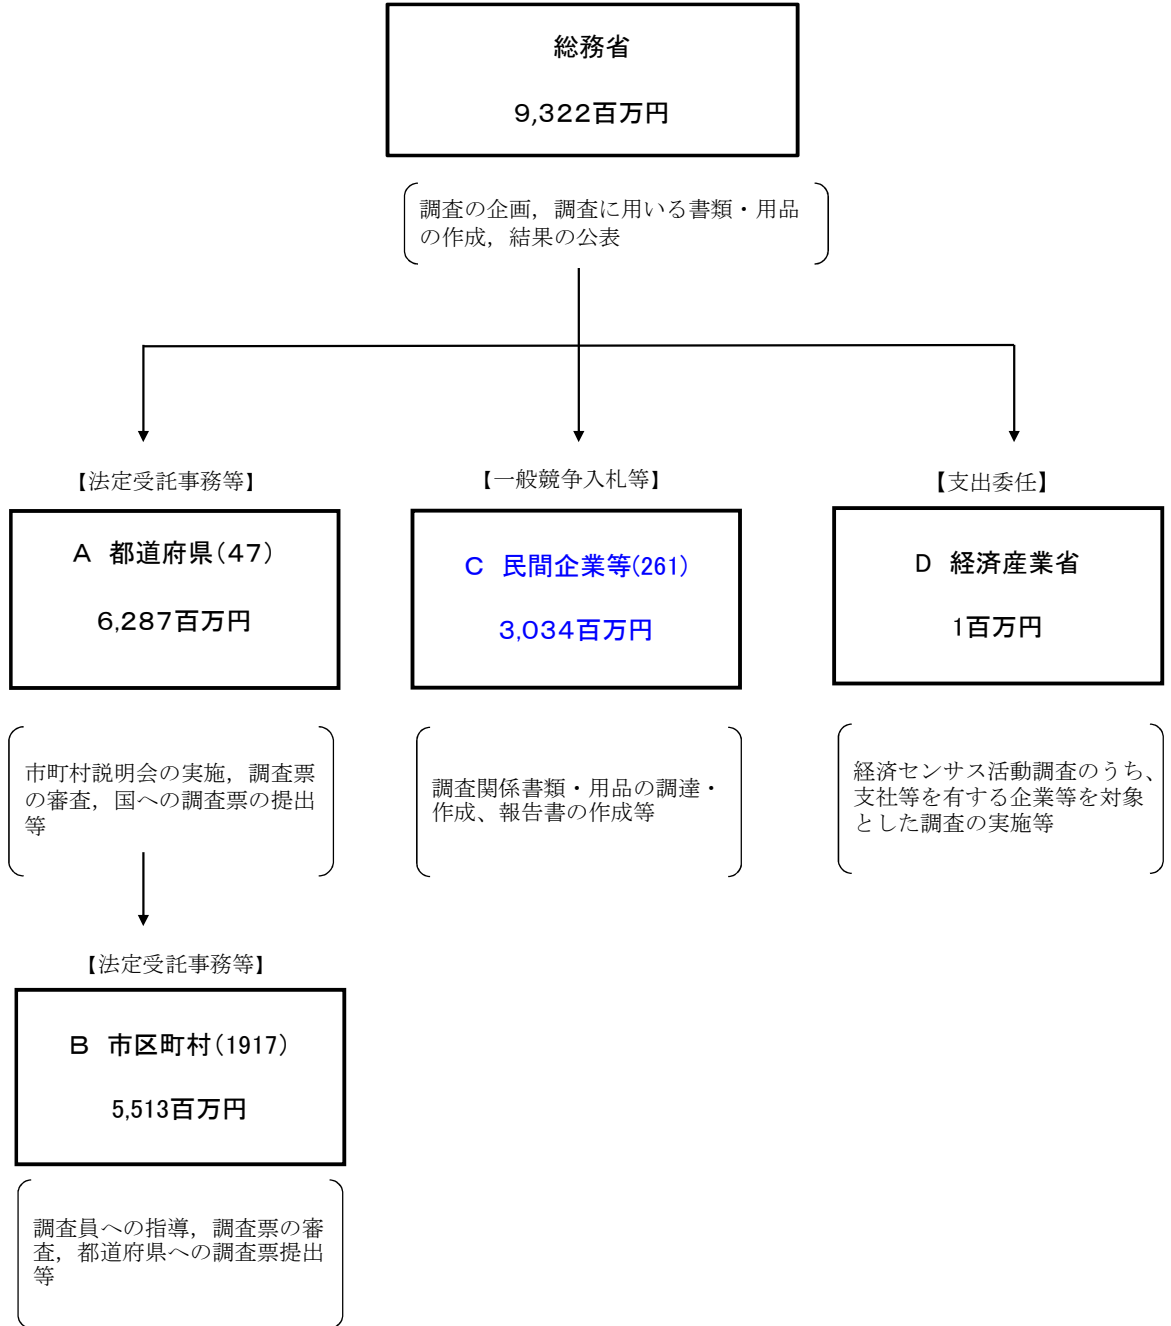 総務省
９,３２２百万円
調査の企画，調査に用いる書類・用品
の作成，結果の公表
【法定受託事務等】
【一般競争入札等】
【支出委任】
Ａ　都道府県（４７）
６,２８７百万円
Ｃ　民間企業等(261)
３,０３４百万円
Ｄ　経済産業省
1百万円
市町村説明会の実施，調査票
の審査，国への調査票の提出
等
調査関係書類・用品の調達・
作成、報告書の作成等
経済センサス活動調査のうち、
支社等を有する企業等を対象
とした調査の実施等
【法定受託事務等】
Ｂ　市区町村（1917）
5,513百万円
調査員への指導，調査票の審
査，都道府県への調査票提出
等